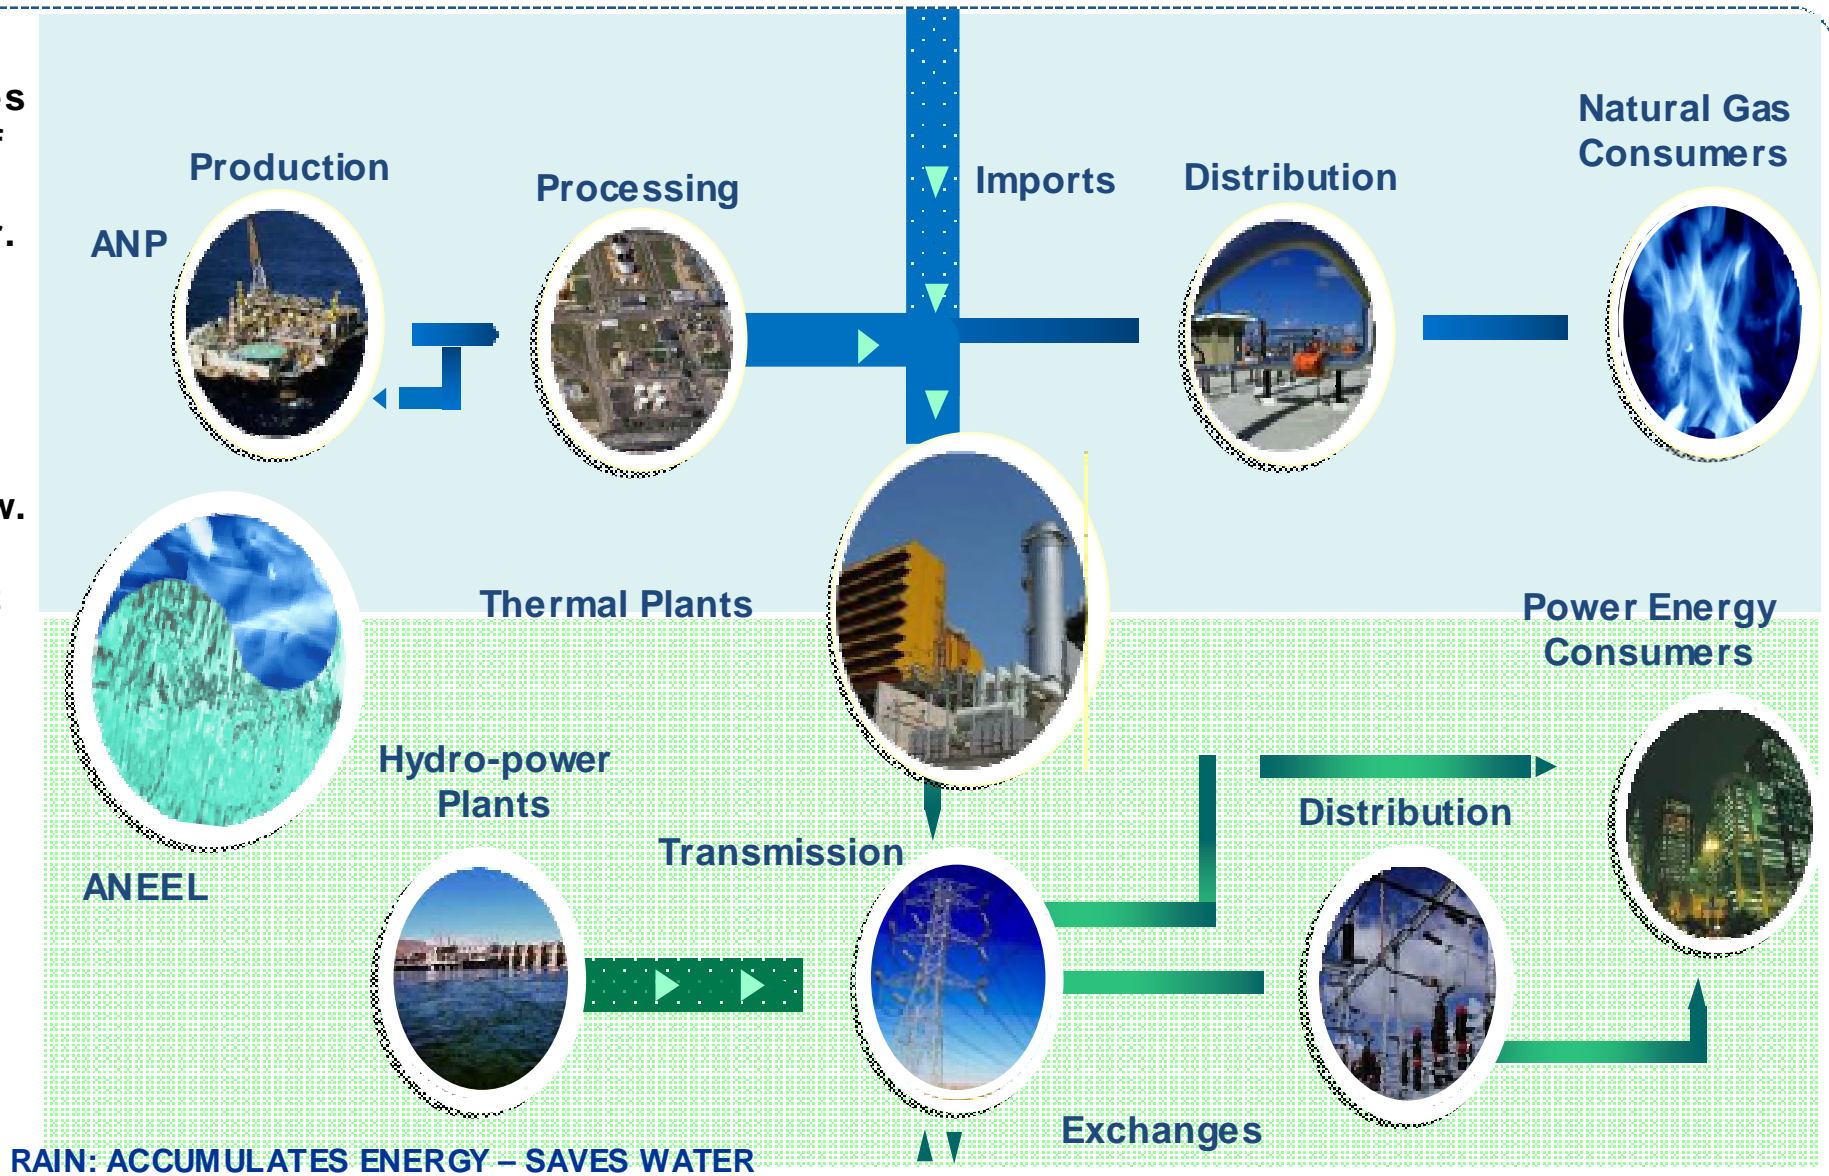 Natural Gas
Consumers
Production
Processing
Imports
Distribution
ANP
Thermal Plants
Power Energy
Consumers
Hydro-power
Plants
Distribution
Transmission
ANEEL
Exchanges
RAIN: ACCUMULATES ENERGY – SAVES WATER